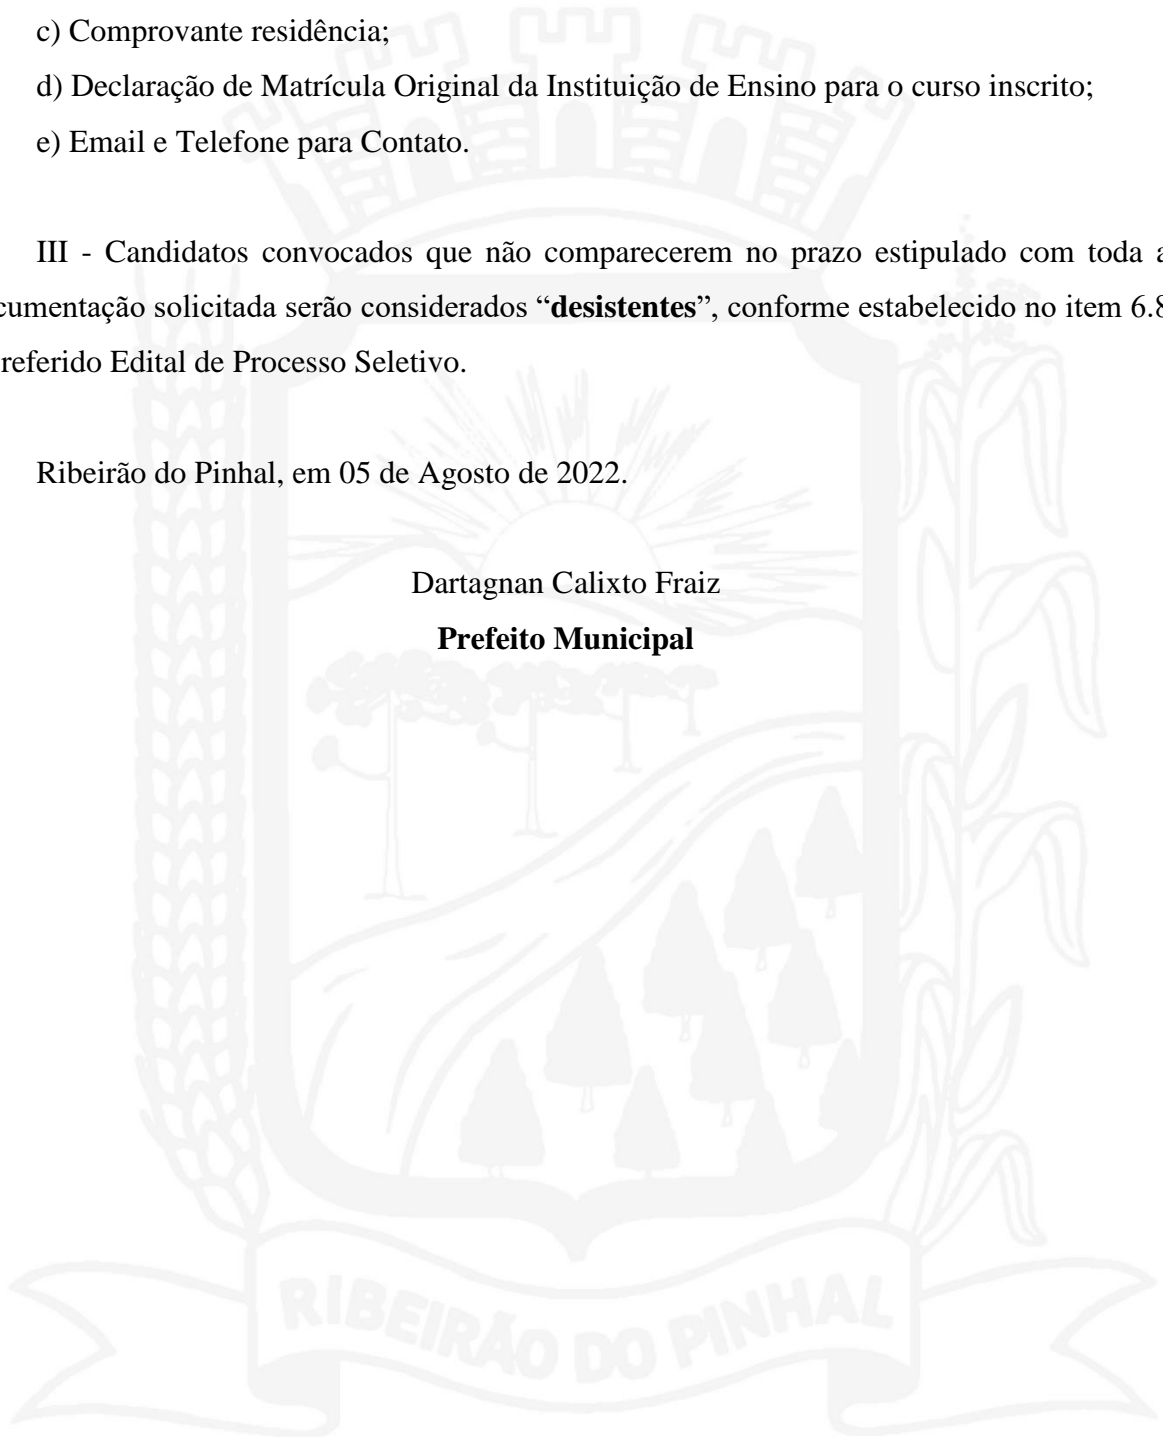 c) Comprovante residência;
d) Declaração de Matrícula Original da Instituição de Ensino para o curso inscrito;
e) Email e Telefone para Contato.
III - Candidatos convocados que não comparecerem no prazo estipulado com toda a
cumentação solicitada serão considerados “desistentes”, conforme estabelecido no item 6.8
referido Edital de Processo Seletivo.
Ribeirão do Pinhal, em 05 de Agosto de 2022.
Dartagnan Calixto Fraiz
Prefeito Municipal
RIBEIRÃO DO PINHAL